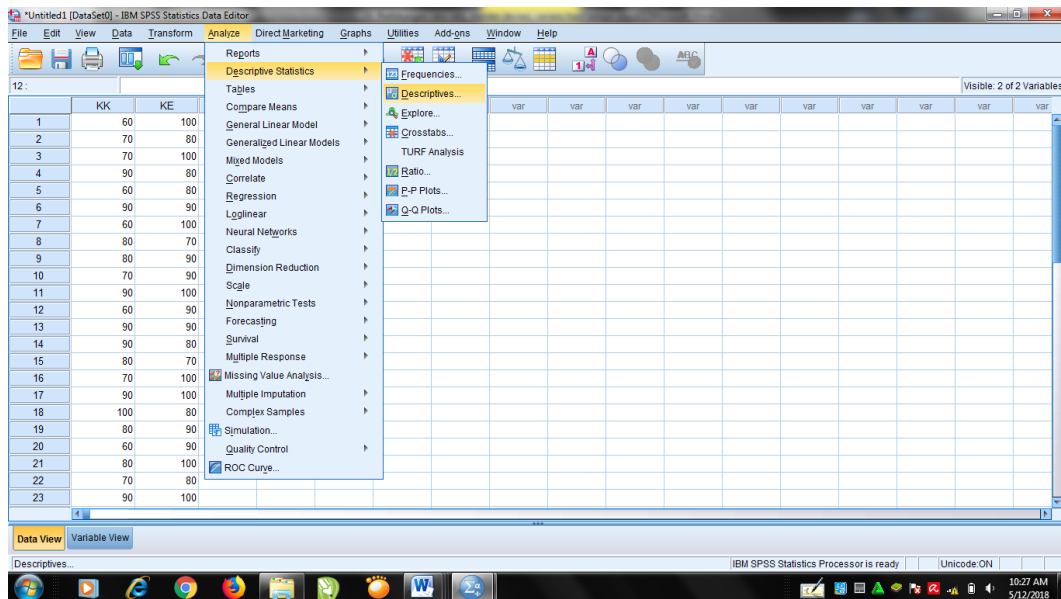 *Untitled1 [DataSet0] - IBM SPSS Statistics Data Editor
File Edit View Data Transform Analyze Direct Marketing Graphs Utilities Add-ons Window Help
12 :
Visible: 2 of 2 Variables
KK KE var var var var var var var var var var
1 60 100
2 70 80
3 70 100
4 90 80
5 60 80
6 90 90
7 60 100
8 80 70
9 80 90
10 70 90
11 90 100
12 60 90
13 90 90
14 90 80
15 80 70
16 70 100
17 90 100
18 100 80
19 80 90
20 60 90
21 80 100
22 70 80
23 90 100
Reports
Descriptive Statistics
Tables
Compare Means
General Linear Model
Generalized Linear Models
Mixed Models
Correlate
Regression
Loglinear
Neural Networks
Classify
Dimension Reduction
Scale
Nonparametric Tests
Forecasting
Survival
Multiple Response
Missing Value Analysis...
Multiple Imputation
Complex Samples
Simulation...
Quality Control
ROC Curve...
Frequencies...
Descriptives...
Explore...
Crosstabs...
TURF Analysis
Ratio...
P-P Plots...
Q-Q Plots...
Data View Variable View
Descriptives...
IBM SPSS Statistics Processor is ready
Unicode:ON
10:27 AM
5/12/2018